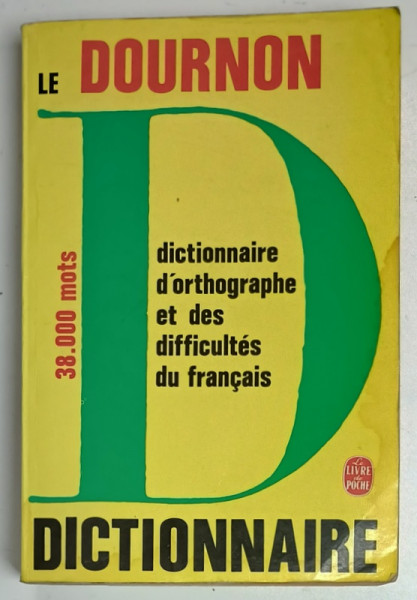 LE DOURNON
38.000 mots
dictionnaire
d'orthographe
et des
difficultés
du français
Le
LIVRE
de
POCHE
DICTIONNAIRE